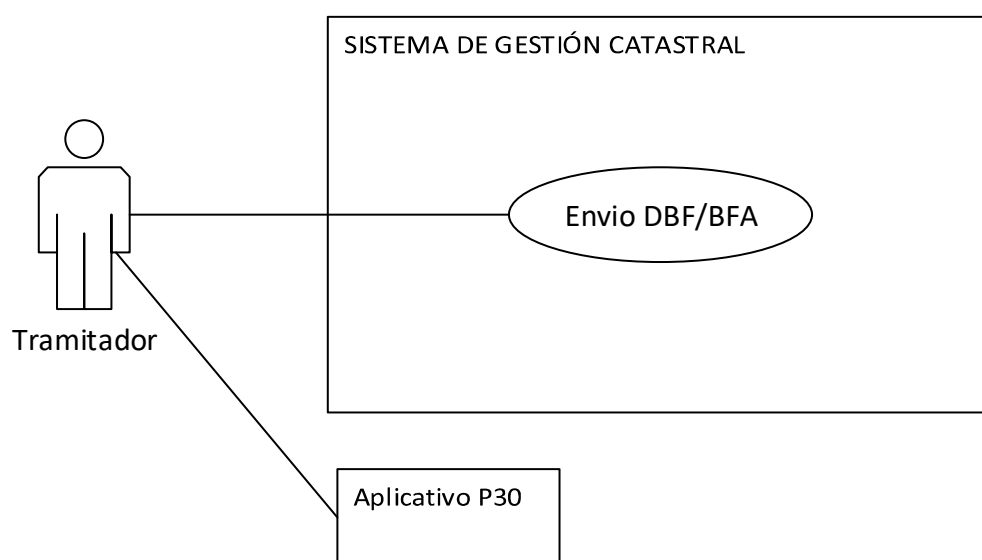 SISTEMA DE GESTIÓN CATASTRAL
Envio DBF/BFA
Tramitador
Aplicativo P30